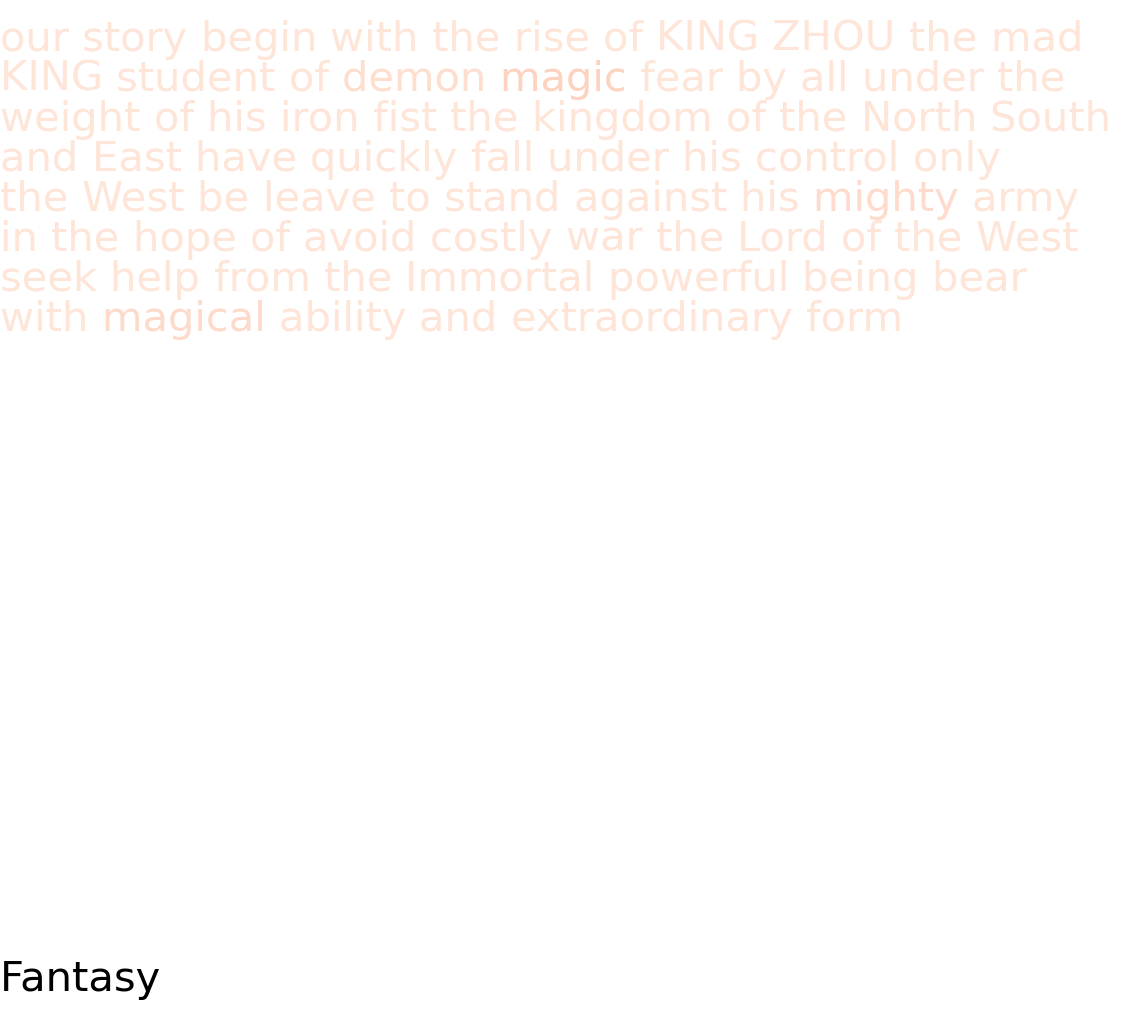 our story begin with the rise of KING ZHOU the mad
KING student of demon magic fear by all under the
weight of his iron fist the kingdom of the North South
and East have quickly fall under his control only
the West be leave to stand against his mighty army
in the hope of avoid costly war the Lord of the West
seek help from the Immortal powerful being bear
with magical ability and extraordinary form
Fantasy